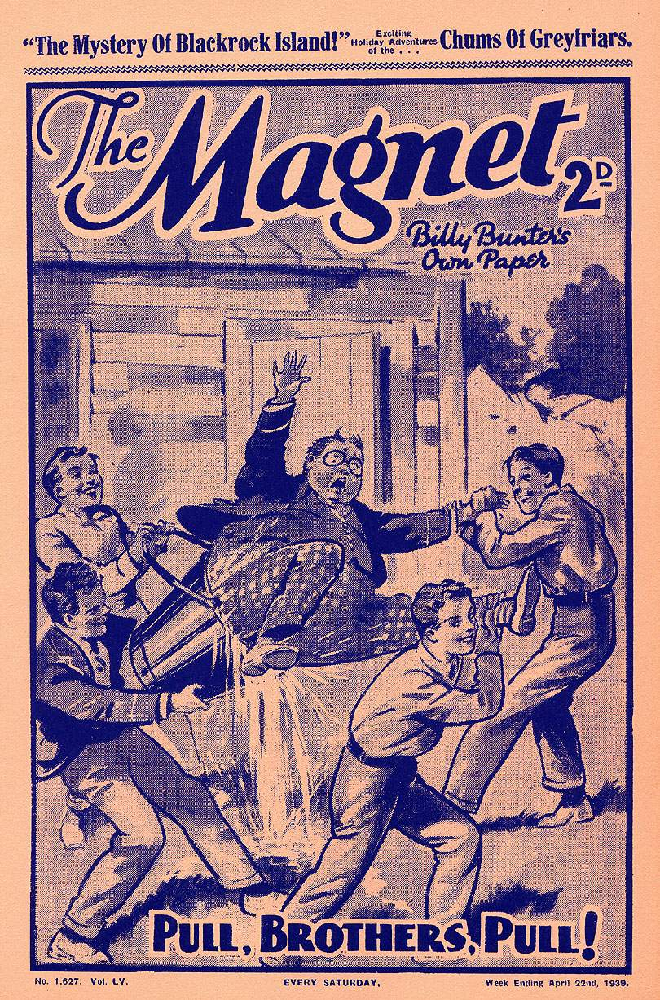 "The Mystery Of Blackrock Island!" Exciting Holiday Adventures of the . . . Chums Of Greyfriars.
The Magnet 2D
Billy Bunter's
Own Paper
PULL, BROTHERS, PULL!
No. 1,627. Vol. LV. EVERY SATURDAY, Week Ending April 22nd, 1939.